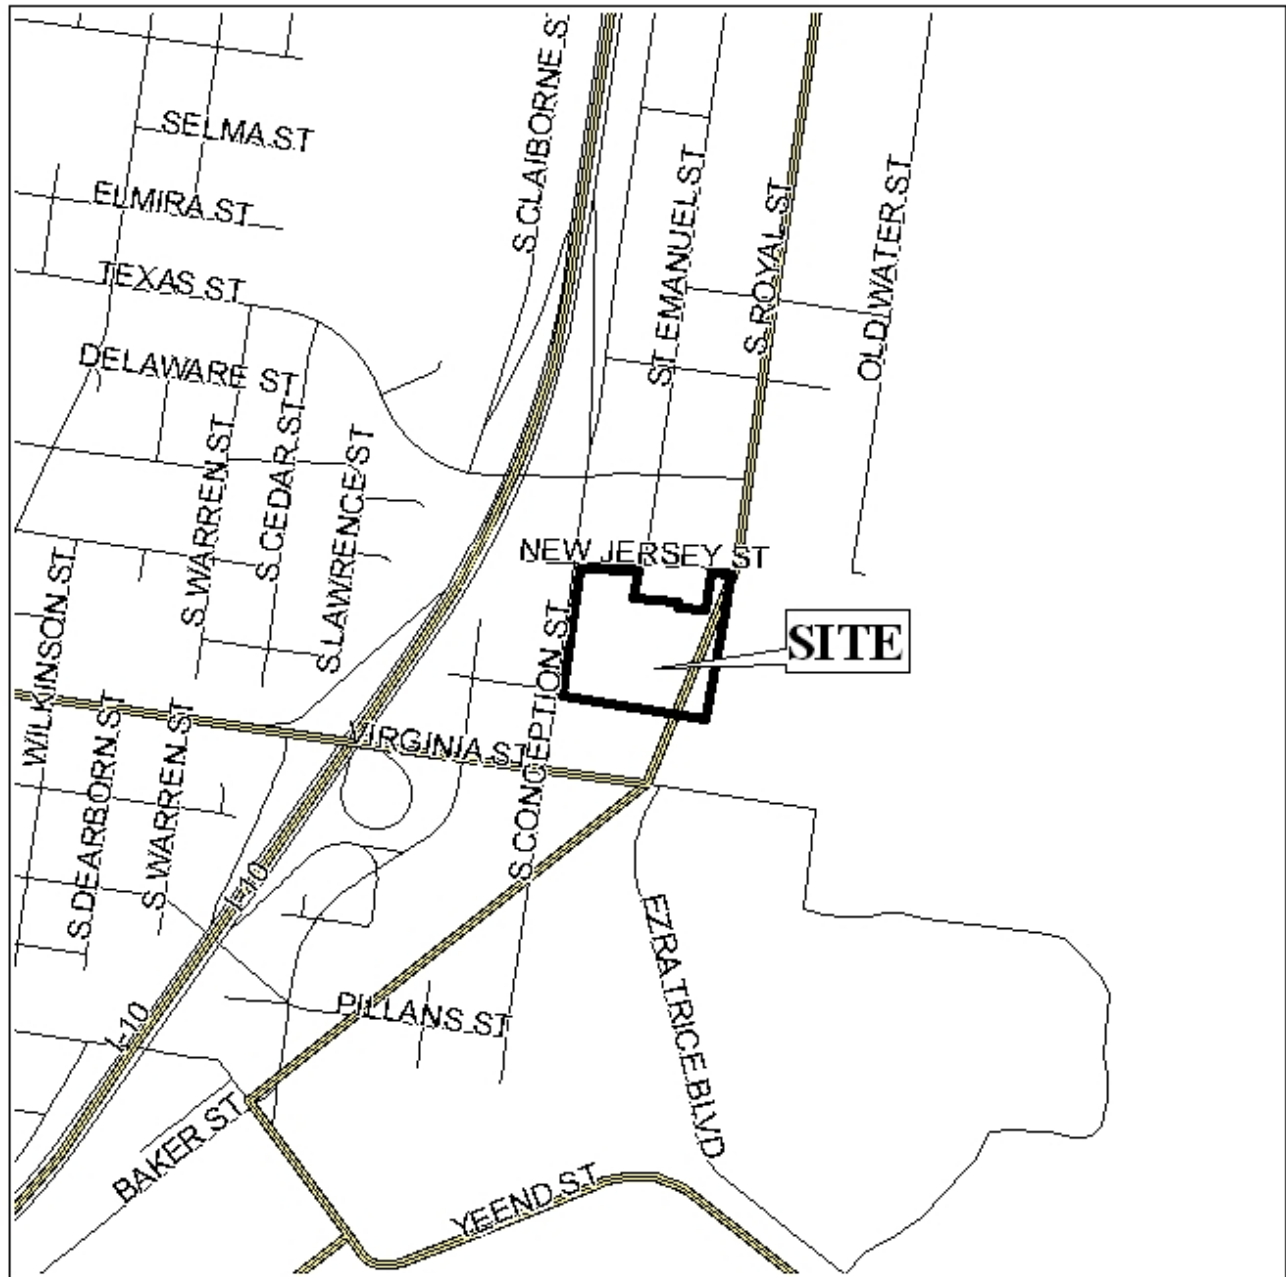 S CLAIBORNE S
SELMA ST
ELMIRA ST
ST EMANUEL ST
S ROYAL ST
OLD WATER ST
TEXAS ST
DELAWARE ST
S WARREN ST
S CEDAR ST
S LAWRENCE ST
NEW JERSEY ST
SITE
WILKINSON ST
S CONCEPTION ST
S DEARBORN ST
S WARREN ST
VIRGINIA ST
I-10
EZRA TRICE BLVD
I-10
PILLANS ST
BAKER ST
YEEND ST